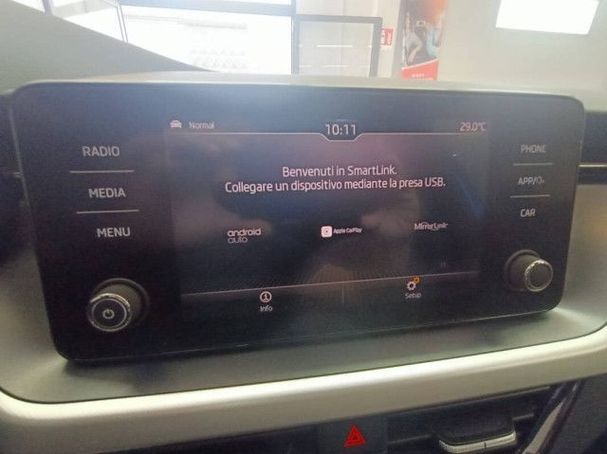 Normal 10:11 29.0°C
RADIO
MEDIA
MENU
Benvenuti in SmartLink.
Collegare un dispositivo mediante la presa USB.
android
auto
Apple CarPlay
MirrorLink
Info
Setup
PHONE
APP/
CAR